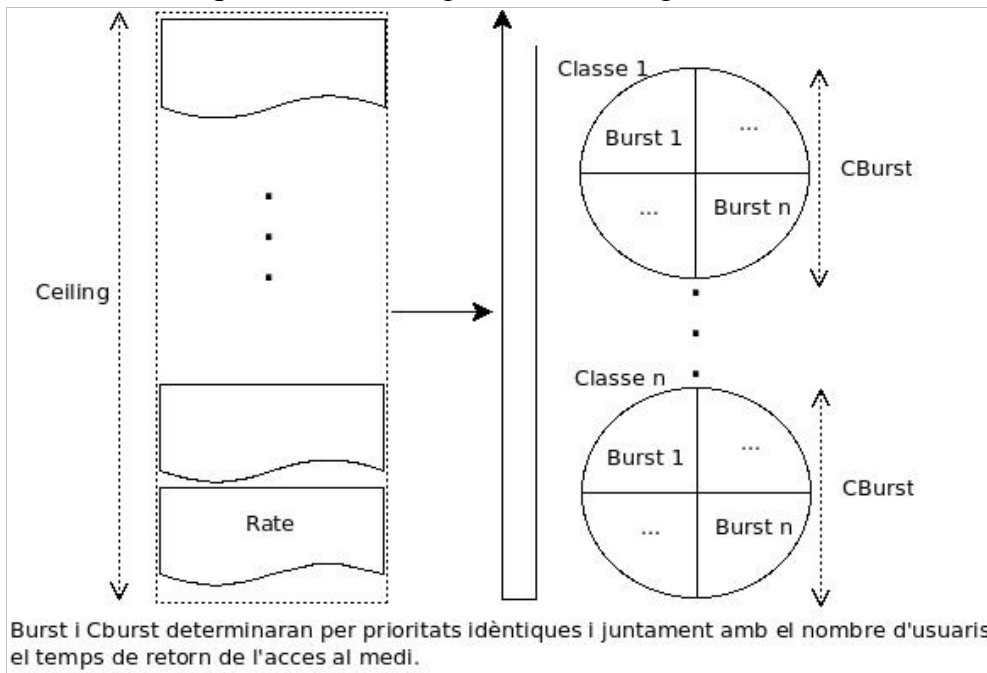 Classe 1
Burst 1
...
CBurst
...
Burst n
Ceiling
Classe n
Burst 1
...
CBurst
Rate
...
Burst n
Burst i Cburst determinaran per prioritats idèntiques i juntament amb el nombre d'usuaris
el temps de retorn de l'acces al medi.